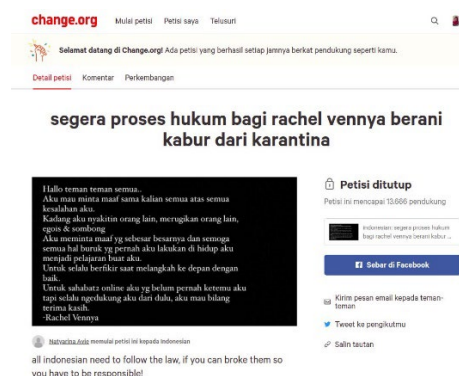 change.org Mulai petisi Petisi saya Telusuri
Selamat datang di Change.org! Ada petisi yang berhasil setiap jamnya berkat pendukung seperti kamu.
Detail petisi Komentar Perkembangan
segera proses hukum bagi rachel vennya berani
kabur dari karantina
Hallo teman teman semua..
Aku mau minta maaf sama kalian semua atas semua
kesalahan aku.
Kadang aku nyakitin orang lain, merugikan orang lain,
egois & sombong
Aku meminta maaf yg sebesar besarnya dan semoga
semua hal buruk yg pernah aku lakukan di hidup aku
menjadi pelajaran buat aku.
Untuk selalu berfikir saat melangkah ke depan dengan
baik.
Untuk sahabatz online aku yg belum pernah ketemu aku
tapi selalu ngedukung aku dari dulu, aku mau bilang
terima kasih.
-Rachel Vennya
Natyarina Avie memulai petisi ini kepada Indonesian
all indonesian need to follow the law, if you can broke them so
you have to be responsible!
Petisi ditutup
Petisi ini mencapai 13.666 pendukung
indonesian: segera proses hukum
bagi rachel vennya berani kabur ...
Sebar di Facebook
Kirim pesan email kepada teman-
teman
Tweet ke pengikutmu
Salin tautan